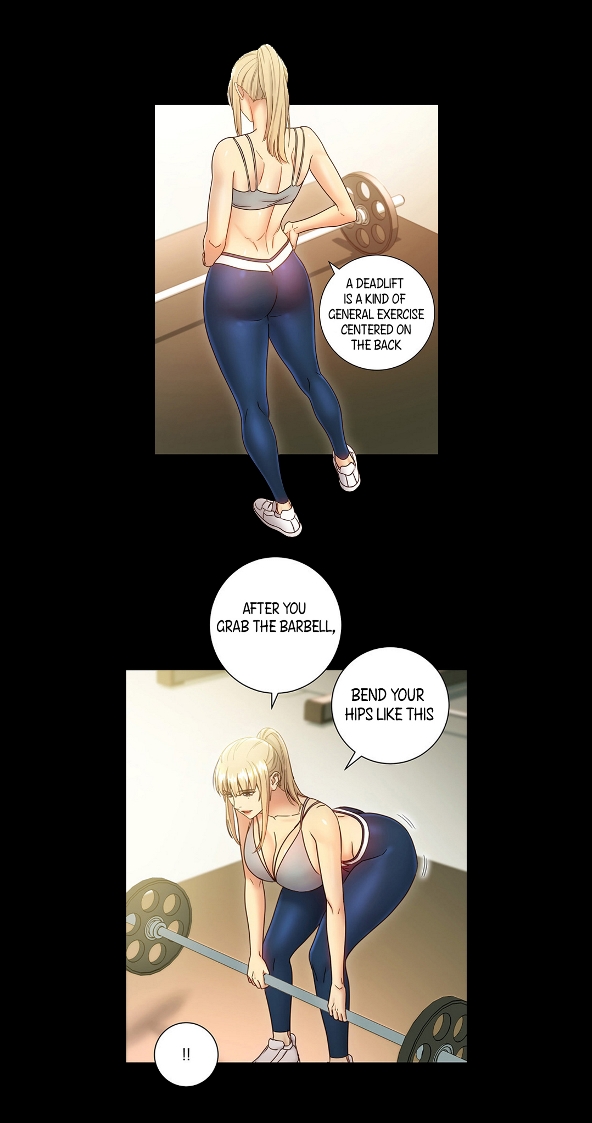 A DEADLIFT
IS A KIND OF
GENERAL EXERCISE
CENTERED ON
THE BACK
AFTER YOU
GRAB THE BARBELL,
BEND YOUR
HIPS LIKE THIS
!!